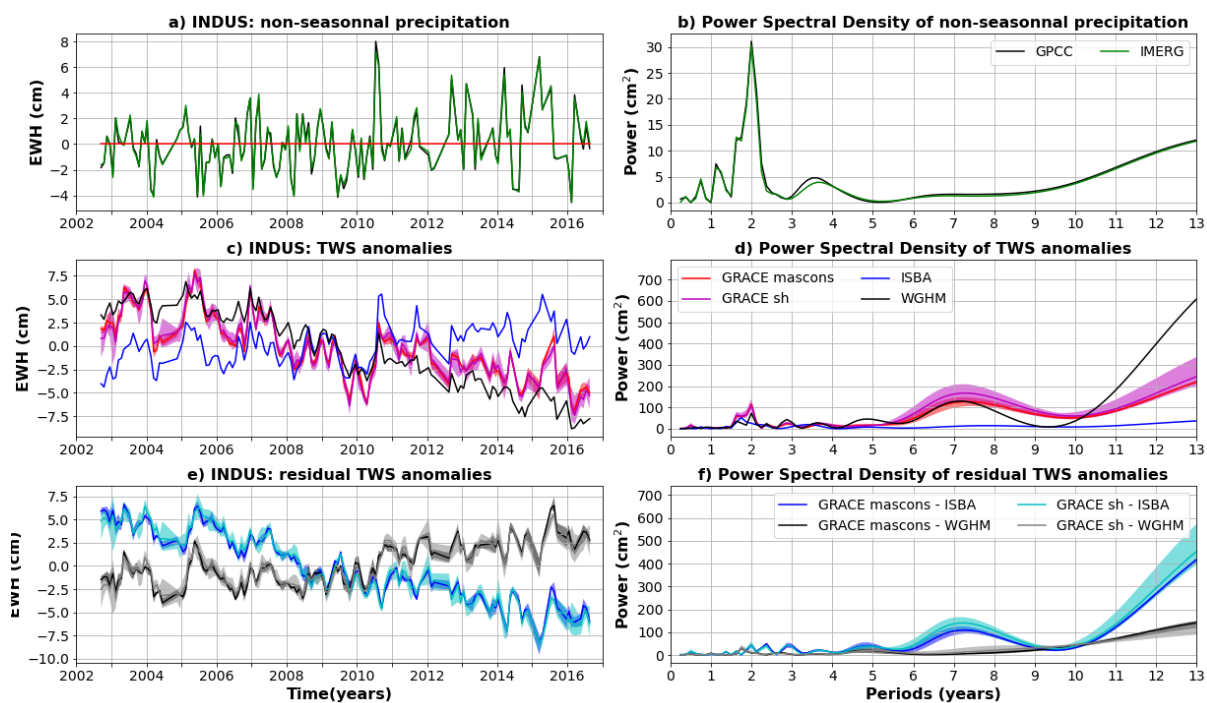 a) INDUS: non-seasonnal precipitation
EWH (cm)
8
6
4
2
0
−2
−4
2002 2004 2006 2008 2010 2012 2014 2016
b) Power Spectral Density of non-seasonnal precipitation
Power (cm²)
30
25
20
15
10
5
0
GPCC IMERG
0 1 2 3 4 5 6 7 8 9 10 11 12 13
c) INDUS: TWS anomalies
EWH (cm)
7.5
5.0
2.5
0.0
−2.5
−5.0
−7.5
2002 2004 2006 2008 2010 2012 2014 2016
d) Power Spectral Density of TWS anomalies
Power (cm²)
700
600
500
400
300
200
100
0
GRACE mascons ISBA
GRACE sh WGHM
0 1 2 3 4 5 6 7 8 9 10 11 12 13
e) INDUS: residual TWS anomalies
EWH (cm)
7.5
5.0
2.5
0.0
−2.5
−5.0
−7.5
−10.0
2002 2004 2006 2008 2010 2012 2014 2016
Time(years)
f) Power Spectral Density of residual TWS anomalies
Power (cm²)
700
600
500
400
300
200
100
0
GRACE mascons - ISBA GRACE sh - ISBA
GRACE mascons - WGHM GRACE sh - WGHM
0 1 2 3 4 5 6 7 8 9 10 11 12 13
Periods (years)